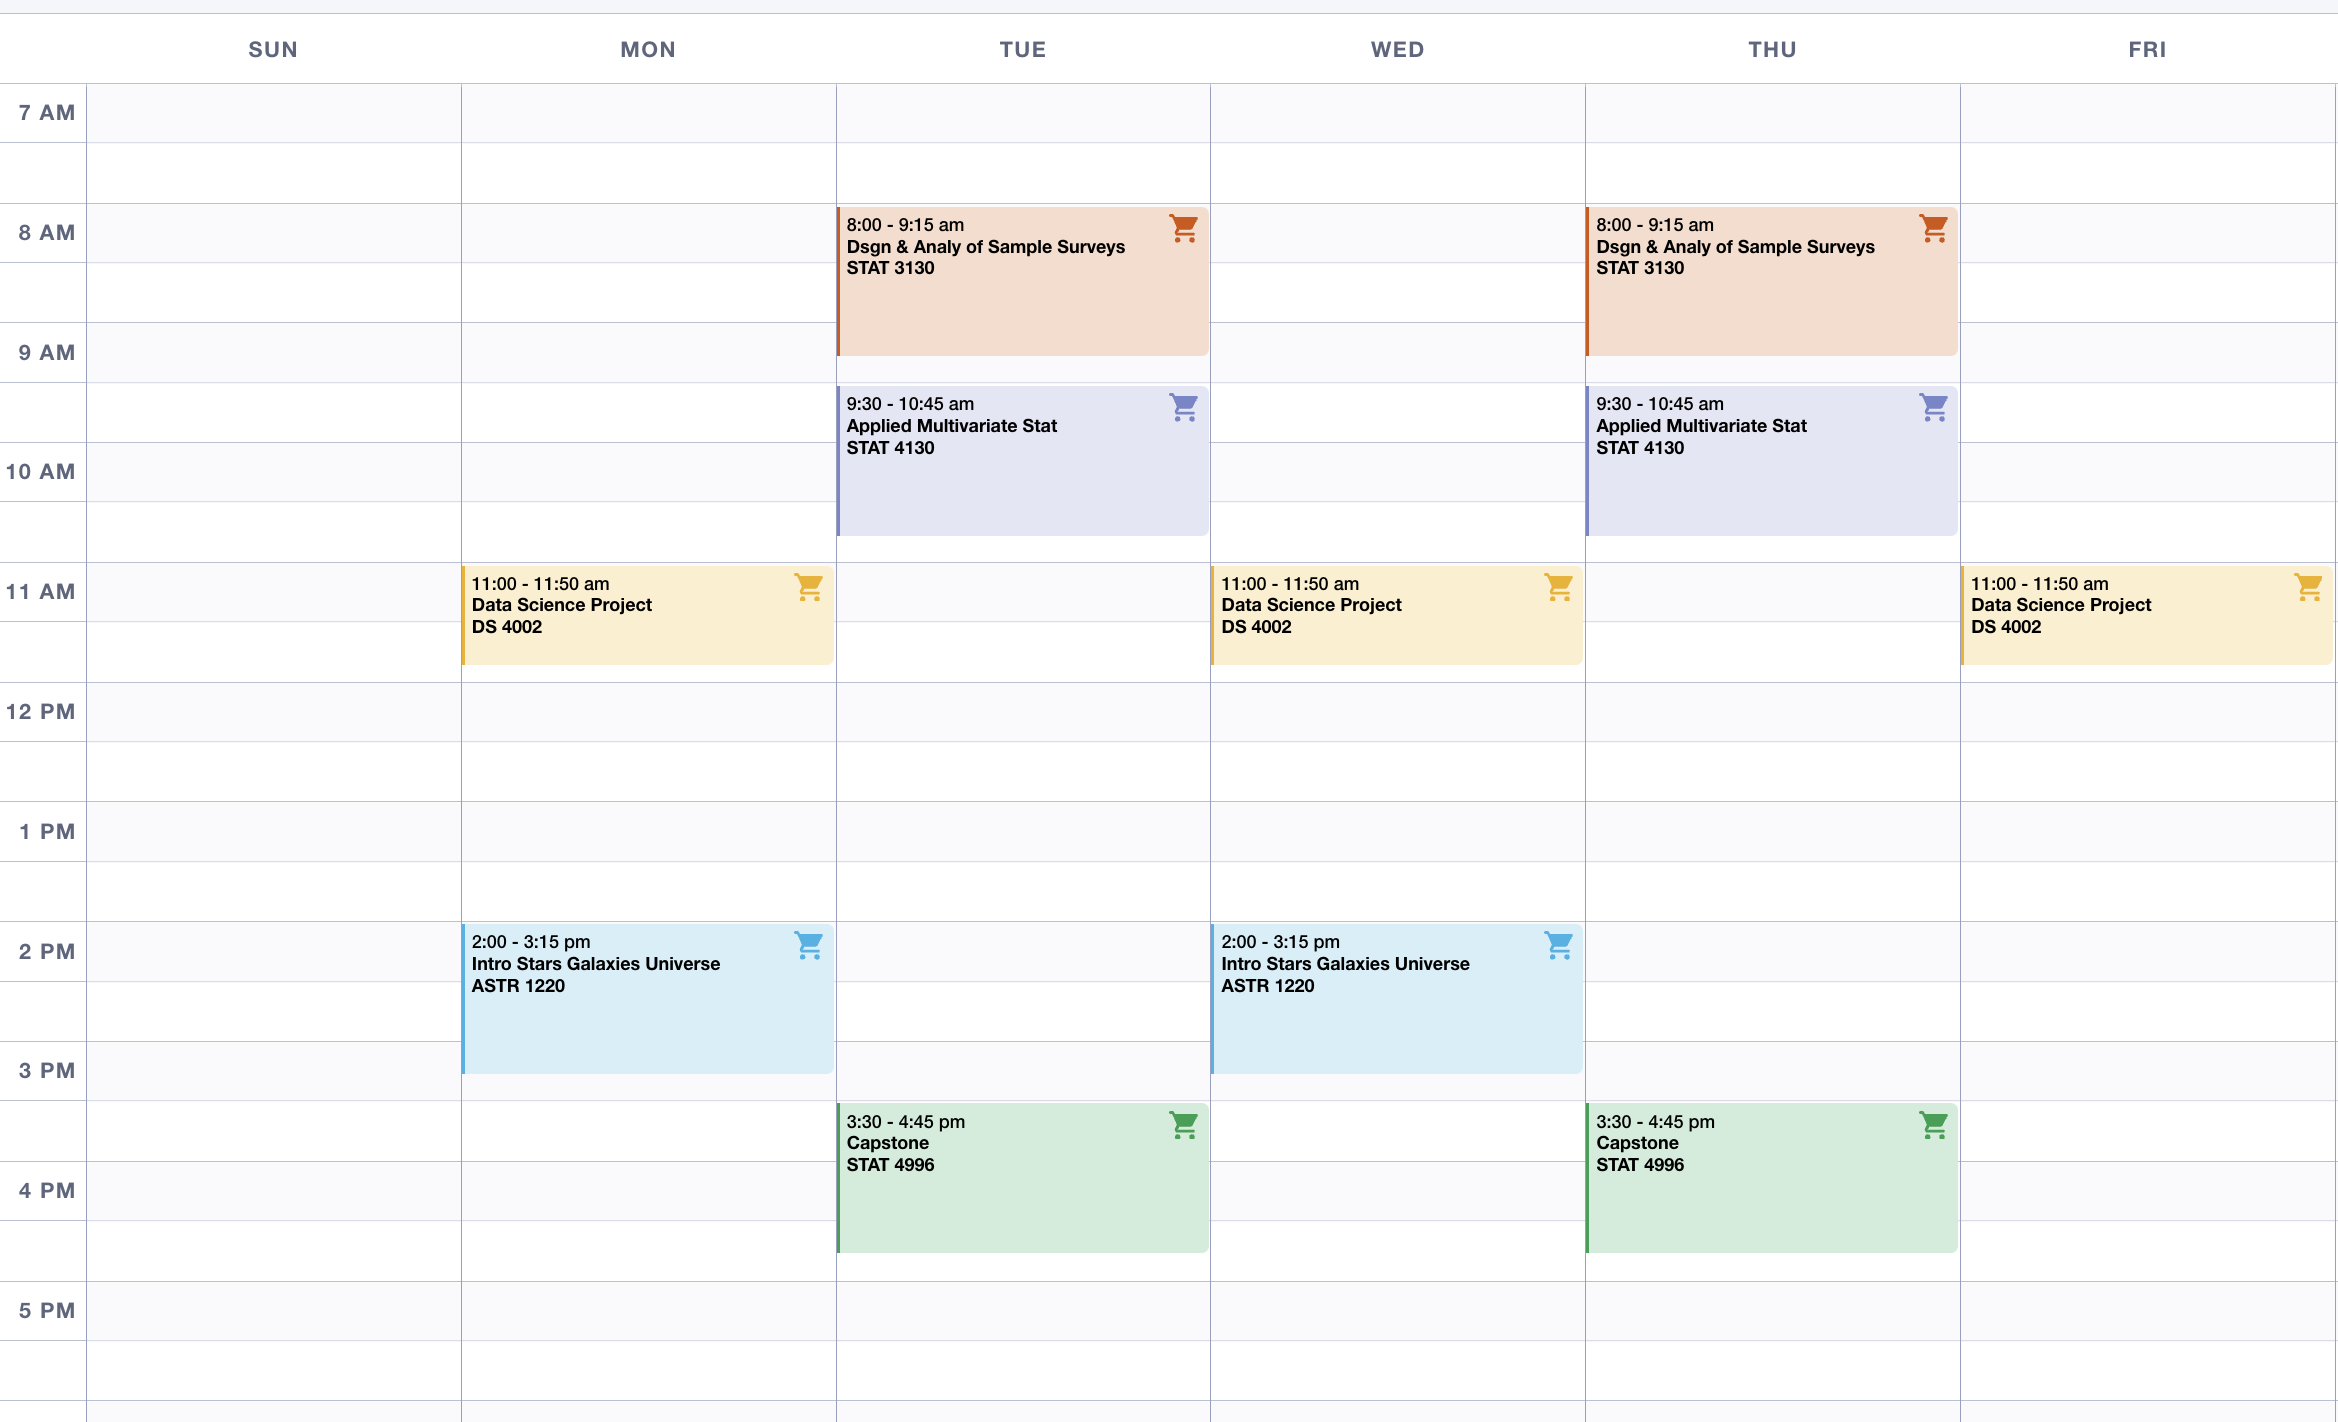 SUN MON TUE WED THU FRI
7 AM
8 AM
8:00 - 9:15 am
Dsgn & Analy of Sample Surveys
STAT 3130
8:00 - 9:15 am
Dsgn & Analy of Sample Surveys
STAT 3130
9 AM
9:30 - 10:45 am
Applied Multivariate Stat
STAT 4130
9:30 - 10:45 am
Applied Multivariate Stat
STAT 4130
10 AM
11 AM
11:00 - 11:50 am
Data Science Project
DS 4002
11:00 - 11:50 am
Data Science Project
DS 4002
11:00 - 11:50 am
Data Science Project
DS 4002
12 PM
1 PM
2 PM
2:00 - 3:15 pm
Intro Stars Galaxies Universe
ASTR 1220
2:00 - 3:15 pm
Intro Stars Galaxies Universe
ASTR 1220
3 PM
3:30 - 4:45 pm
Capstone
STAT 4996
3:30 - 4:45 pm
Capstone
STAT 4996
4 PM
5 PM